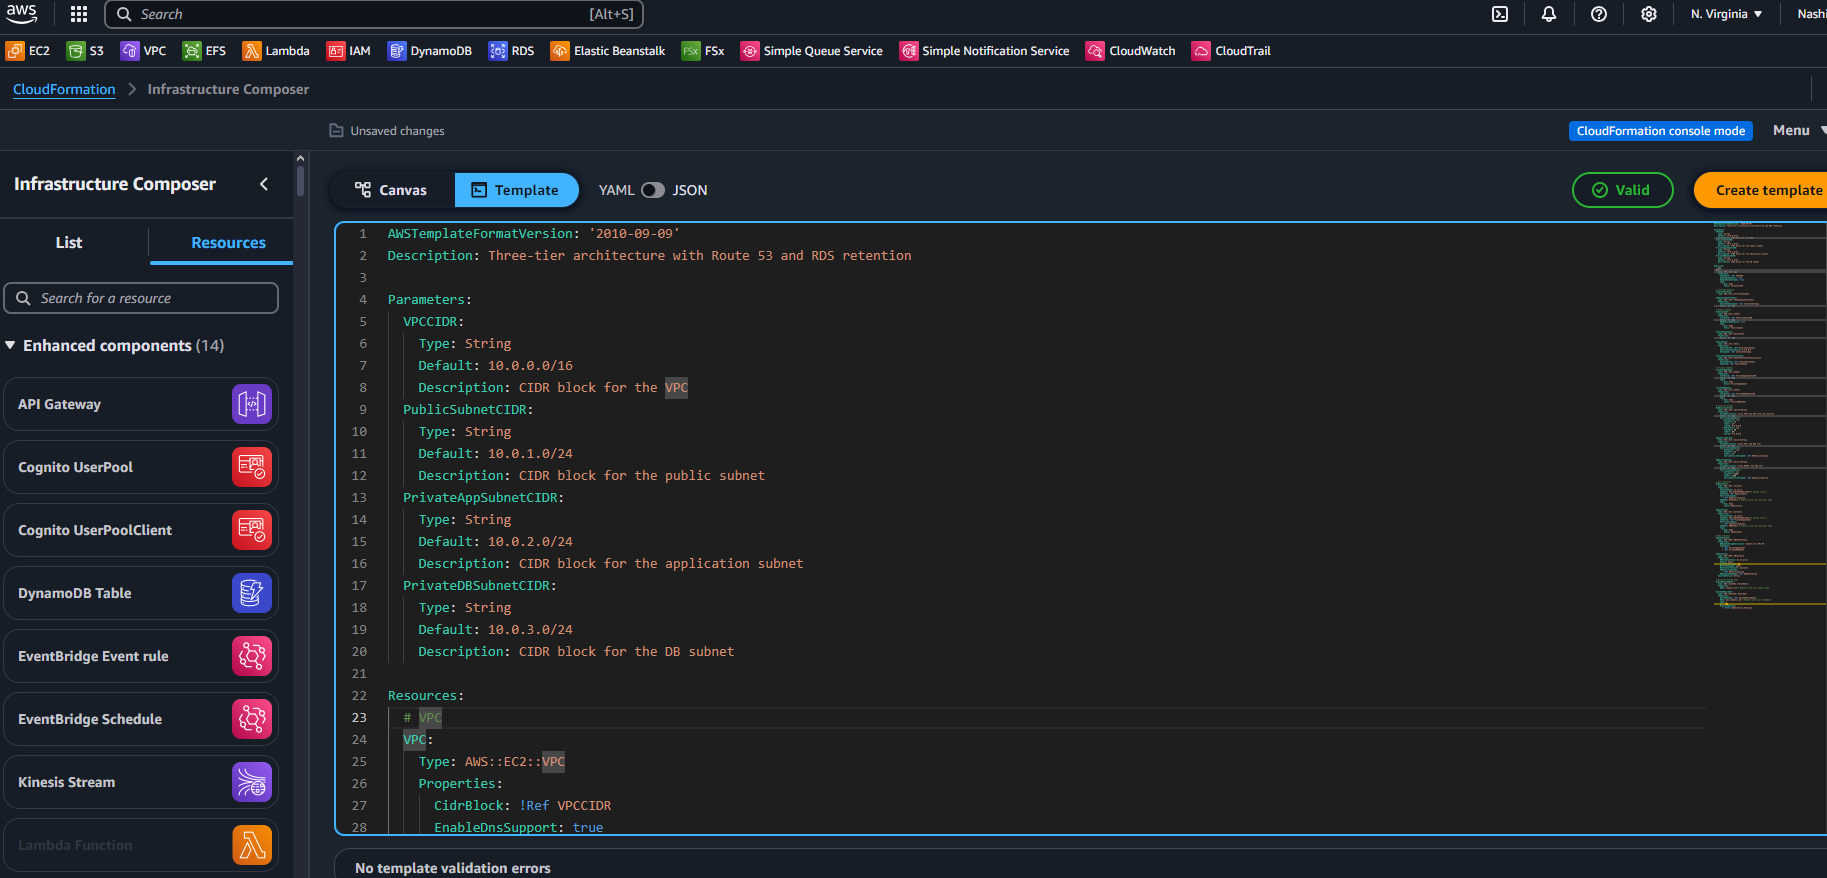 aws
Search [Alt+S]
N. Virginia
Nashi
EC2 S3 VPC EFS Lambda IAM DynamoDB RDS Elastic Beanstalk FSx FSx Simple Queue Service Simple Notification Service CloudWatch CloudTrail
CloudFormation > Infrastructure Composer
Unsaved changes
CloudFormation console mode
Menu
Infrastructure Composer
Canvas
Template
YAML
JSON
Valid
Create template
List
Resources
Search for a resource
Enhanced components (14)
API Gateway
Cognito UserPool
Cognito UserPoolClient
DynamoDB Table
EventBridge Event rule
EventBridge Schedule
Kinesis Stream
Lambda Function
1 AWSTemplateFormatVersion: '2010-09-09'
2 Description: Three-tier architecture with Route 53 and RDS retention
3
4 Parameters:
5 VPCCIDR:
6 Type: String
7 Default: 10.0.0.0/16
8 Description: CIDR block for the VPC
9 PublicSubnetCIDR:
10 Type: String
11 Default: 10.0.1.0/24
12 Description: CIDR block for the public subnet
13 PrivateAppSubnetCIDR:
14 Type: String
15 Default: 10.0.2.0/24
16 Description: CIDR block for the application subnet
17 PrivateDBSubnetCIDR:
18 Type: String
19 Default: 10.0.3.0/24
20 Description: CIDR block for the DB subnet
21
22 Resources:
23 # VPC
24 VPC:
25 Type: AWS::EC2::VPC
26 Properties:
27 CidrBlock: !Ref VPCCIDR
28 EnableDnsSupport: true
No template validation errors